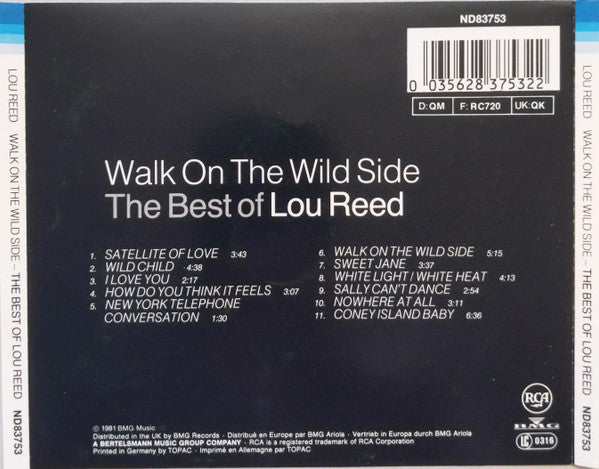 ND83753
0 035628 375322
D:QM F:RC720 UK:QK
LOU REED WALK ON THE WILD SIDE - THE BEST OF LOU REED ND83753
Walk On The Wild Side
The Best of Lou Reed
1. SATELLITE OF LOVE 3:43
2. WILD CHILD 4:38
3. I LOVE YOU 2:17
4. HOW DO YOU THINK IT FEELS 3:07
5. NEW YORK TELEPHONE
CONVERSATION 1:30
6. WALK ON THE WILD SIDE 5:15
7. SWEET JANE 3:37
8. WHITE LIGHT / WHITE HEAT 4:13
9. SALLY CAN'T DANCE 2:54
10. NOWHERE AT ALL 3:11
11. CONEY ISLAND BABY 6:36
LOU REED WALK ON THE WILD SIDE - THE BEST OF LOU REED ND83753
℗ 1981 BMG Music
Distributed in the UK by BMG Records · Distribué en Europe par BMG Ariola · Vertrieb in Europa durch BMG Ariola
A BERTELSMANN MUSIC GROUP COMPANY · RCA is a registered trademark of RCA Corporation
Printed in Germany by TOPAC · Imprimé en Allemagne par TOPAC
RCA
BMG
LC 0316